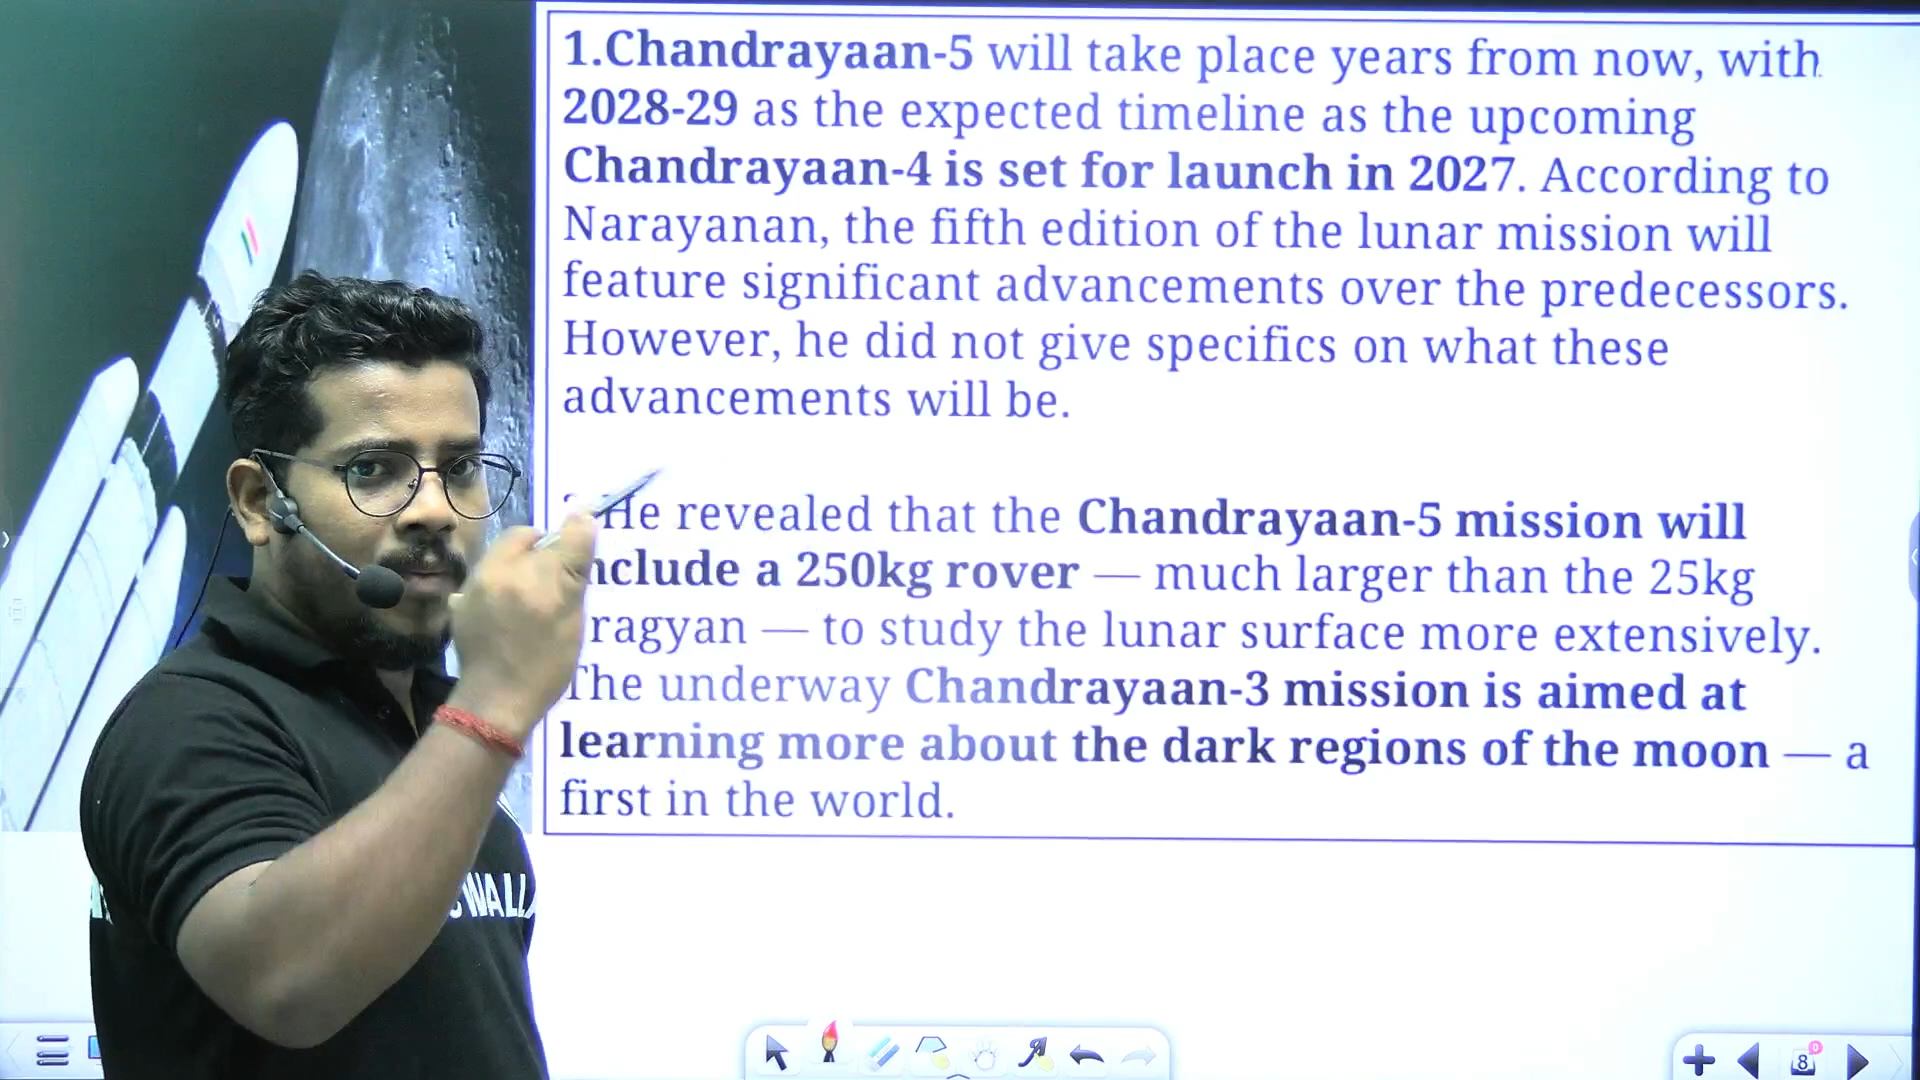 1.Chandrayaan-5 will take place years from now, with
2028-29 as the expected timeline as the upcoming
Chandrayaan-4 is set for launch in 2027. According to
Narayanan, the fifth edition of the lunar mission will
feature significant advancements over the predecessors.
However, he did not give specifics on what these
advancements will be.
He revealed that the Chandrayaan-5 mission will
nclude a 250kg rover — much larger than the 25kg
ragyan — to study the lunar surface more extensively.
The underway Chandrayaan-3 mission is aimed at
learning more about the dark regions of the moon — a
first in the world.
WALL
8
0